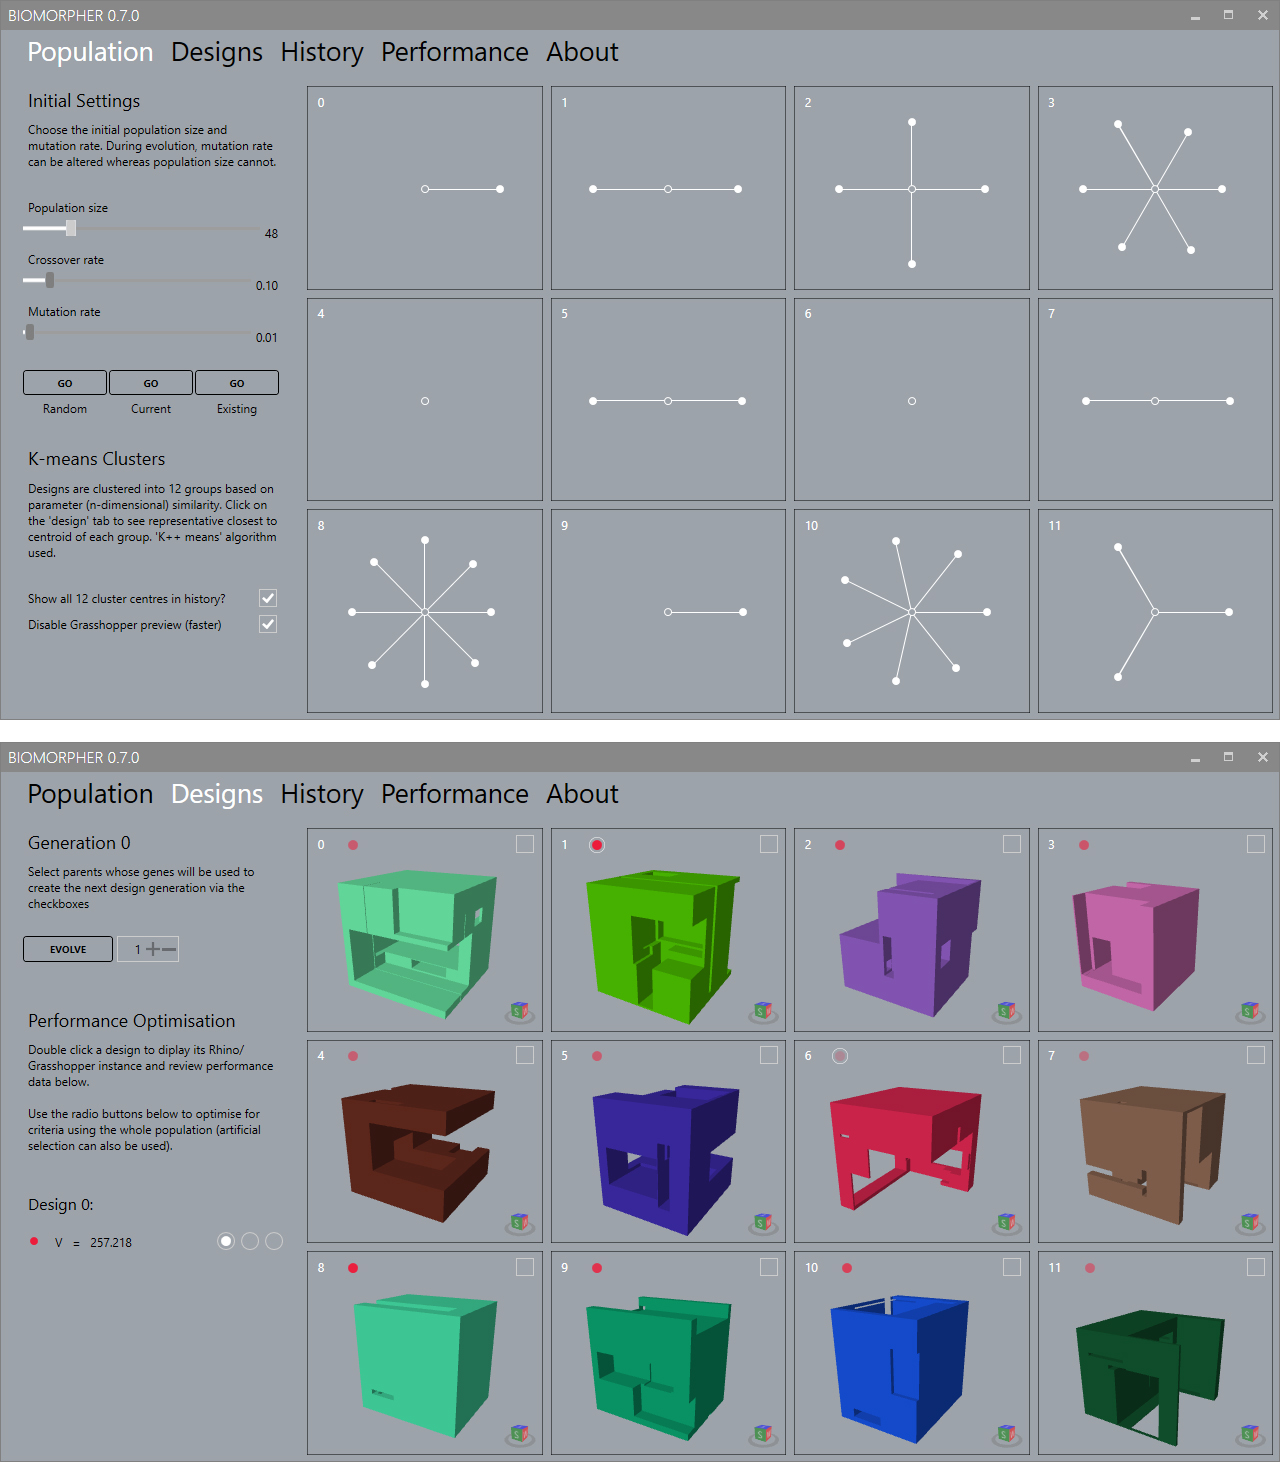 BIOMORPHER 0.7.0
Population Designs History Performance About
Initial Settings
Choose the initial population size and
mutation rate. During evolution, mutation rate
can be altered whereas population size cannot.
Population size
48
Crossover rate
0.10
Mutation rate
0.01
GO GO GO
Random Current Existing
K-means Clusters
Designs are clustered into 12 groups based on
parameter (n-dimensional) similarity. Click on
the 'design' tab to see representative closest to
centroid of each group. 'K++ means' algorithm
used.
Show all 12 cluster centres in history?
Disable Grasshopper preview (faster)
0 1 2 3
4 5 6 7
8 9 10 11
BIOMORPHER 0.7.0
Population Designs History Performance About
Generation 0
Select parents whose genes will be used to
create the next design generation via the
checkboxes
EVOLVE 1
Performance Optimisation
Double click a design to diplay its Rhino/
Grasshopper instance and review performance
data below.
Use the radio buttons below to optimise for
criteria using the whole population (artificial
selection can also be used).
Design 0:
V = 257.218
0 1 2 3
4 5 6 7
8 9 10 11